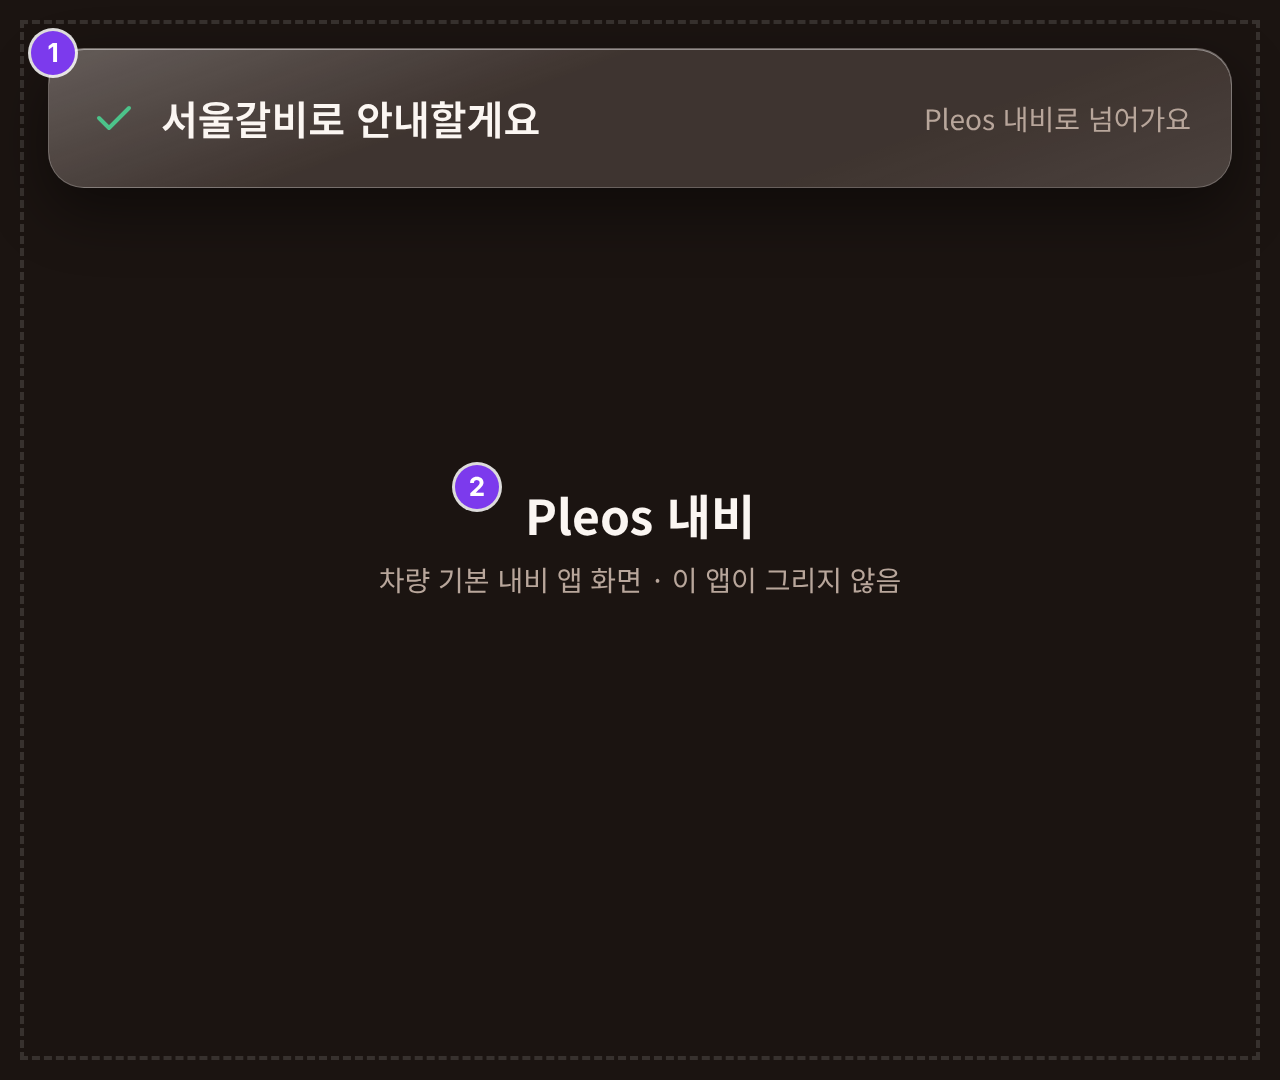 1
서울갈비로 안내할게요
Pleos 내비로 넘어가요
2
Pleos 내비
차량 기본 내비 앱 화면 · 이 앱이 그리지 않음